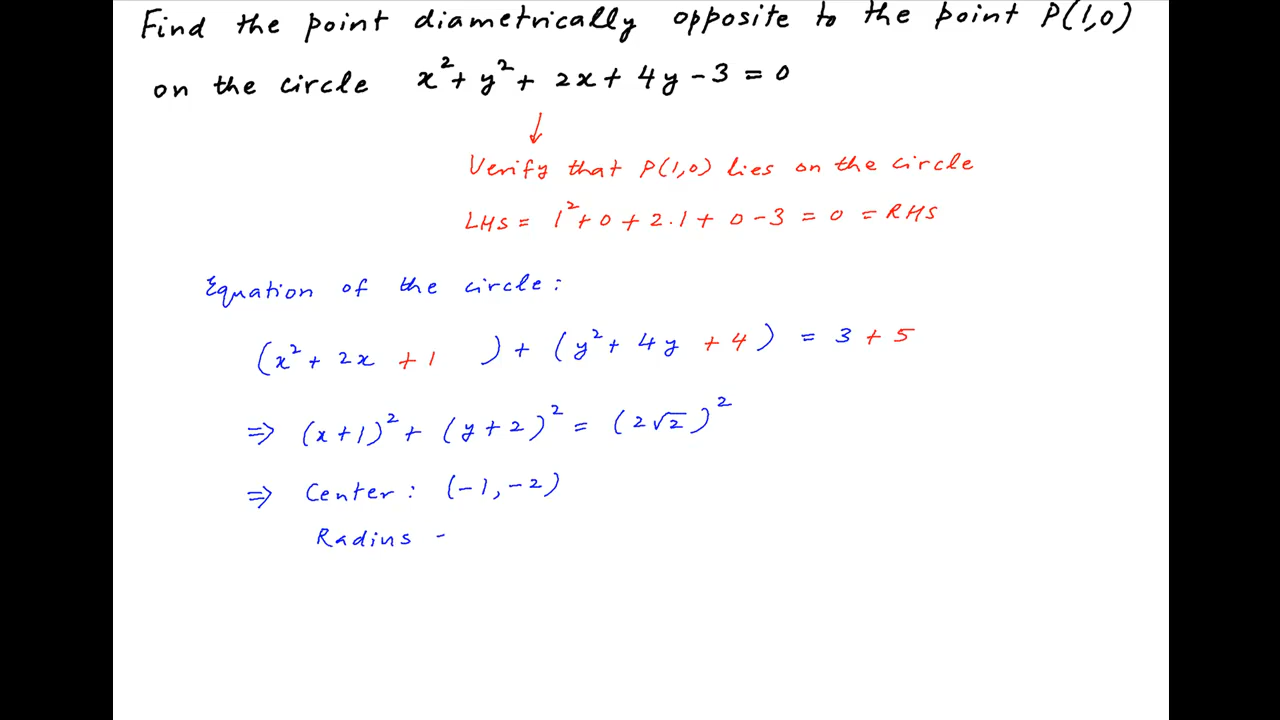 Find the point diametrically opposite to the point P(1,0)
on the circle x² + y² + 2x + 4y - 3 = 0
↓
Verify that P(1,0) lies on the circle
LHS = 1² + 0 + 2.1 + 0 - 3 = 0 = RHS
Equation of the circle:
(x² + 2x + 1 ) + (y² + 4y + 4) = 3 + 5
⇒ (x + 1)² + (y + 2)² = (2√2)²
⇒ Center: (-1, -2)
Radius -